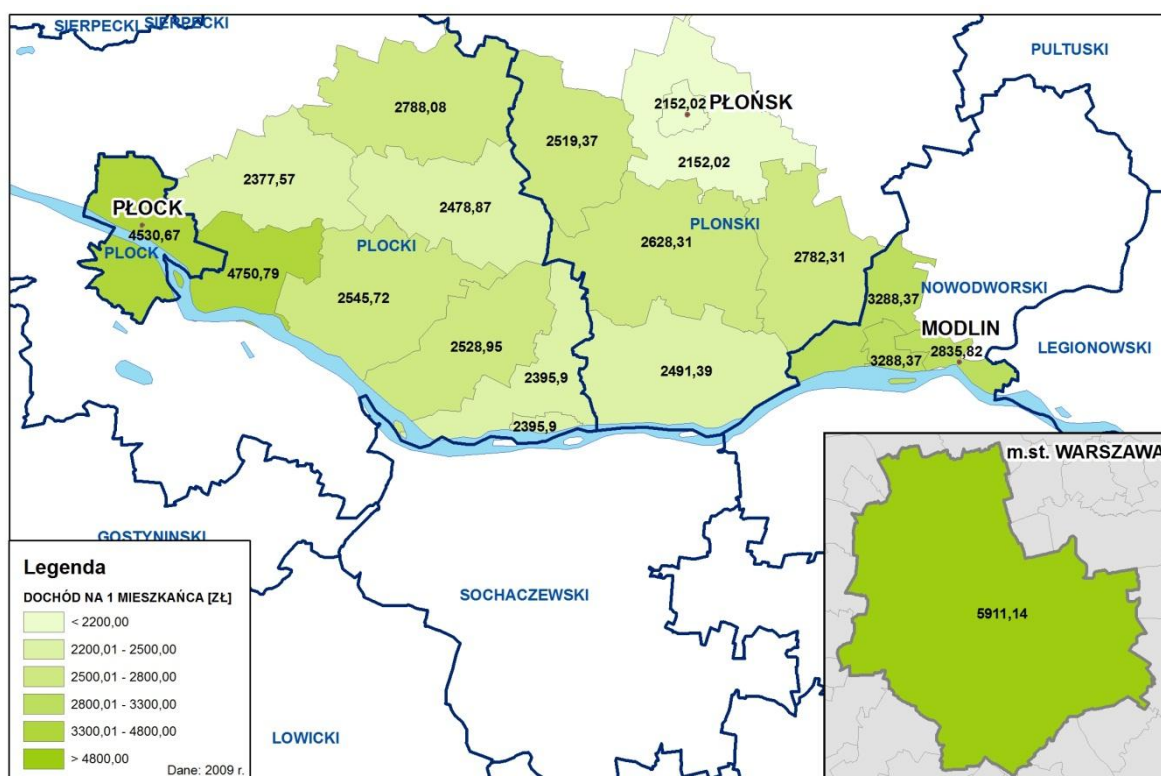 SIERPECKI
SIERPECKI
PULTUSKI
2788,08
2152,02
PŁOŃSK
2519,37
2152,02
2377,57
2478,87
PŁOCK
4530,67
PLOCK
PLOCKI
PLONSKI
2628,31
4750,79
2782,31
2545,72
NOWODWORSKI
3288,37
MODLIN
2528,95
2835,82
3288,37
LEGIONOWSKI
2395,9
2491,39
2395,9
m.st. WARSZAWA
GOSTYNINSKI
SOCHACZEWSKI
5911,14
LOWICKI
Legenda
DOCHÓD NA 1 MIESZKAŃCA [ZŁ]
< 2200,00
2200,01 - 2500,00
2500,01 - 2800,00
2800,01 - 3300,00
3300,01 - 4800,00
> 4800,00
Dane: 2009 r.